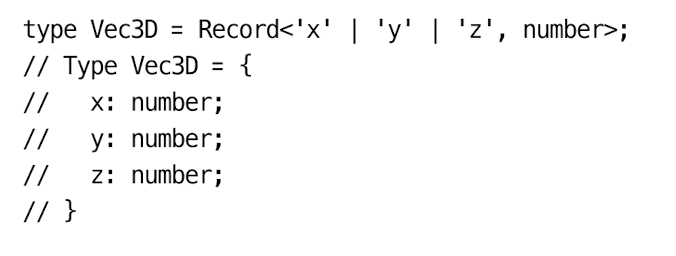 type Vec3D = Record<'x' | 'y' | 'z', number>;
// Type Vec3D = {
//   x: number;
//   y: number;
//   z: number;
// }